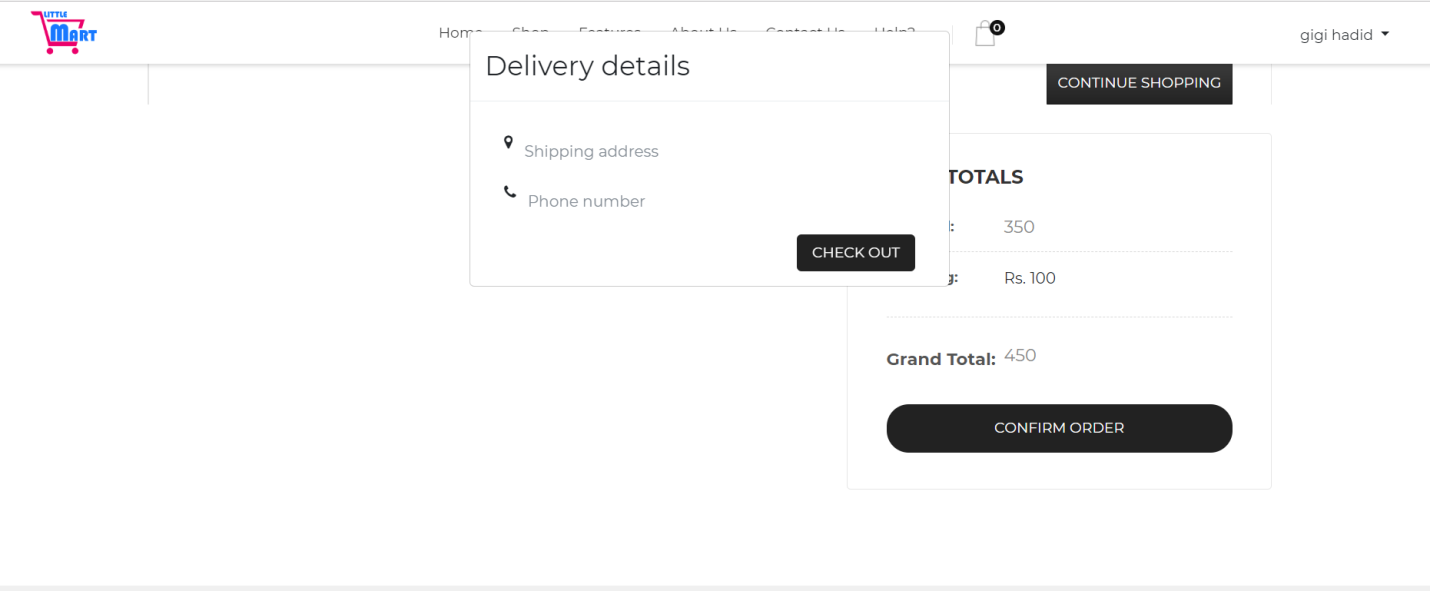 LITTLE
MART
0
gigi hadid
Delivery details
CONTINUE SHOPPING
Shipping address
Phone number
CHECK OUT
TOTALS
350
Rs. 100
Grand Total: 450
CONFIRM ORDER